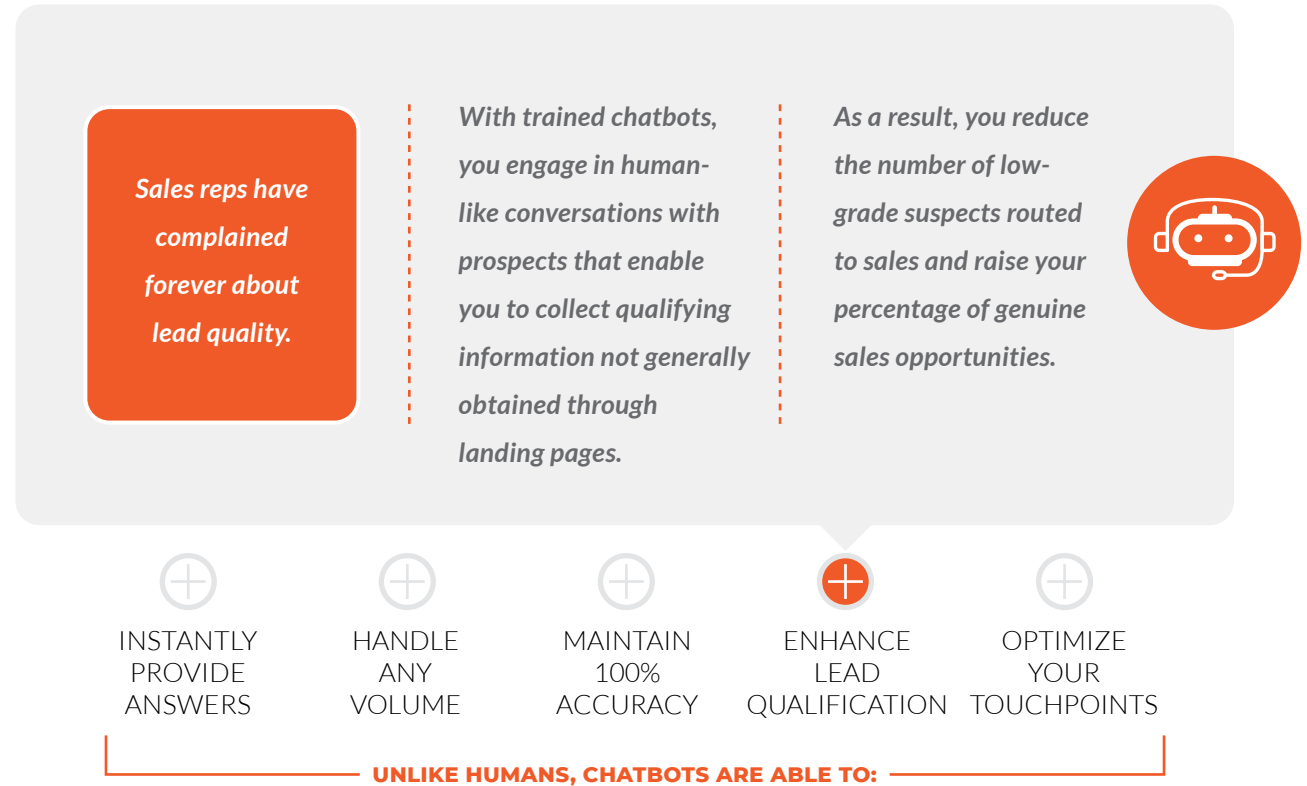 Sales reps have
complained
forever about
lead quality.
With trained chatbots,
you engage in human-
like conversations with
prospects that enable
you to collect qualifying
information not generally
obtained through
landing pages.
As a result, you reduce
the number of low-
grade suspects routed
to sales and raise your
percentage of genuine
sales opportunities.
INSTANTLY
PROVIDE
ANSWERS
HANDLE
ANY
VOLUME
MAINTAIN
100%
ACCURACY
ENHANCE
LEAD
QUALIFICATION
OPTIMIZE
YOUR
TOUCHPOINTS
UNLIKE HUMANS, CHATBOTS ARE ABLE TO: